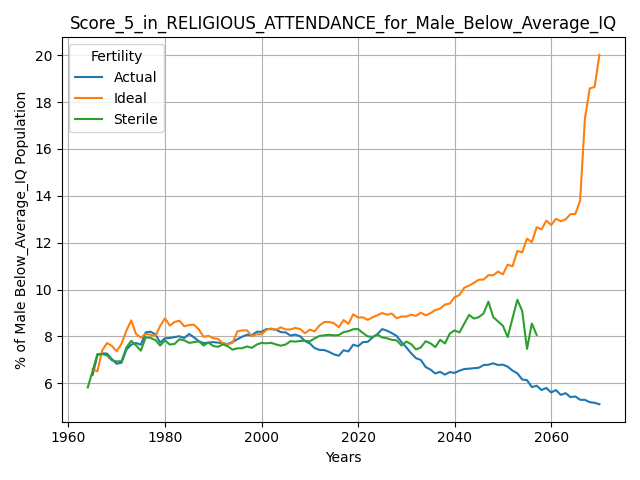 Score_5_in_RELIGIOUS_ATTENDANCE_for_Male_Below_Average_IQ
Fertility
Actual
Ideal
Sterile
% of Male Below_Average_IQ Population
20
18
16
14
12
10
8
6
1960 1980 2000 2020 2040 2060
Years